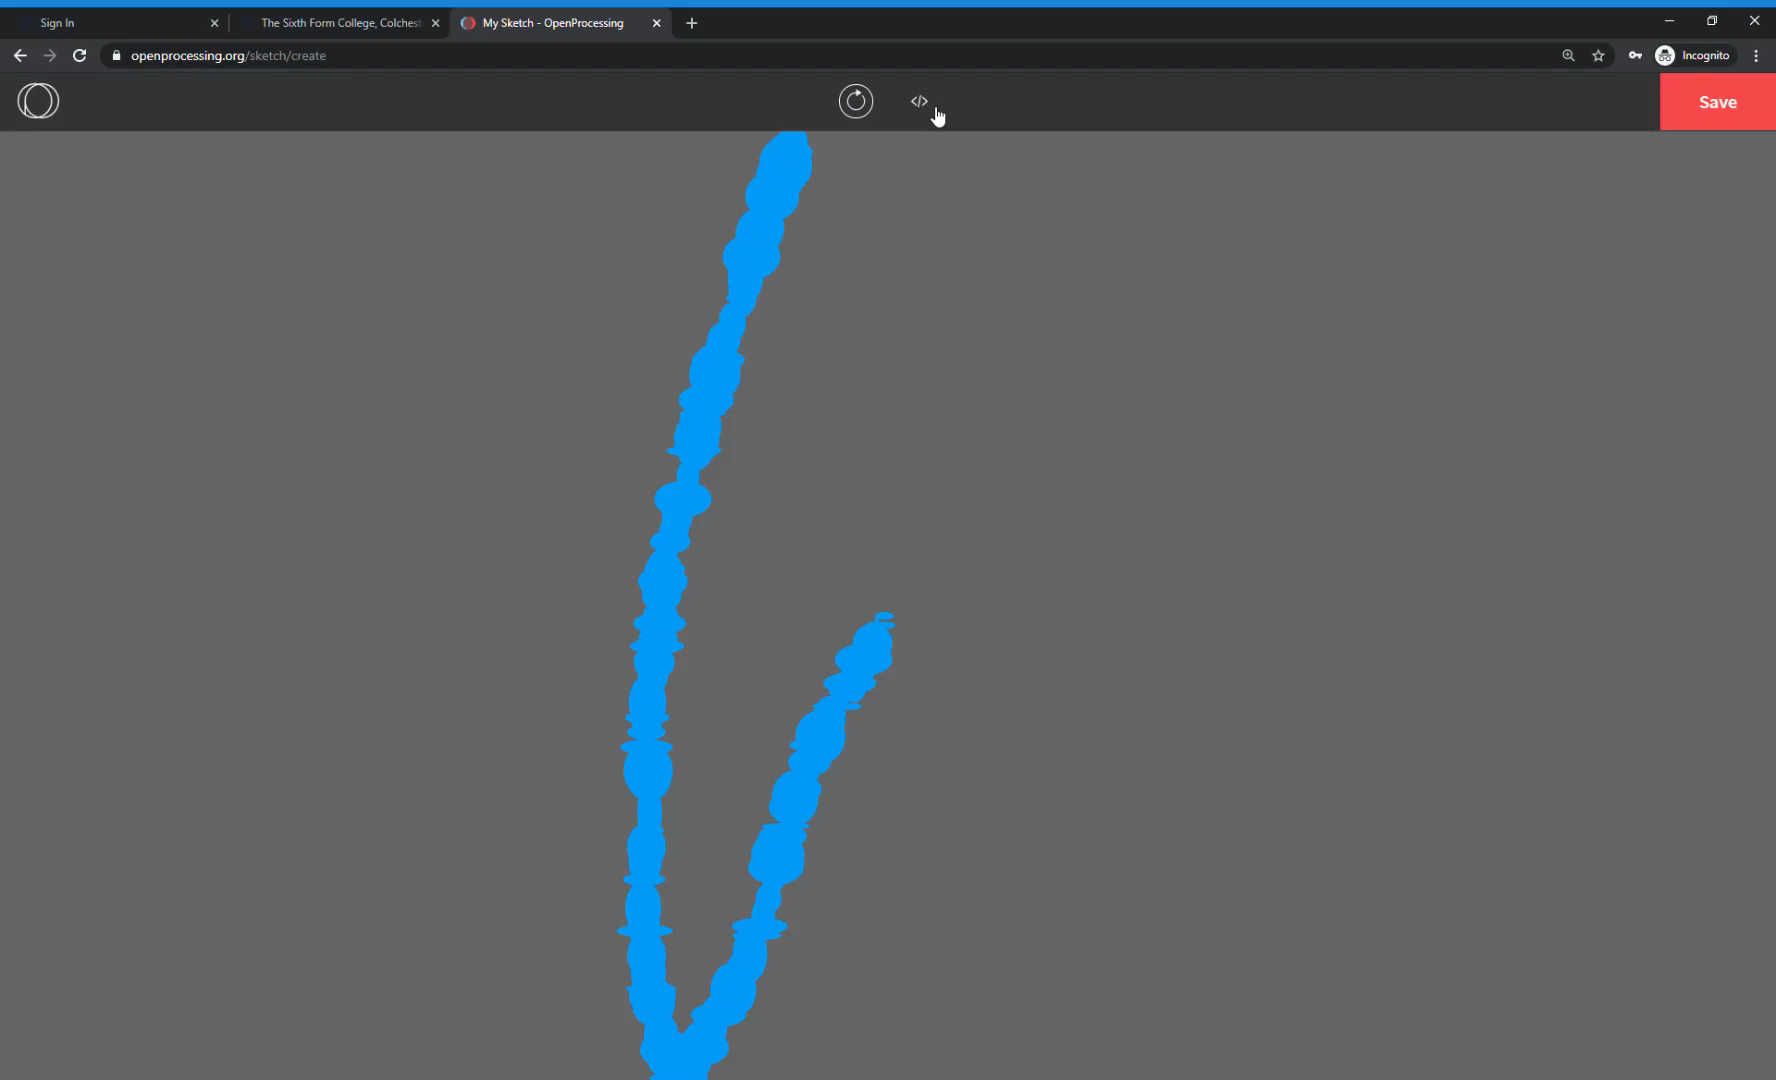 Sign In
The Sixth Form College, Colchest
My Sketch - OpenProcessing
openprocessing.org/sketch/create
Incognito
</>
Save